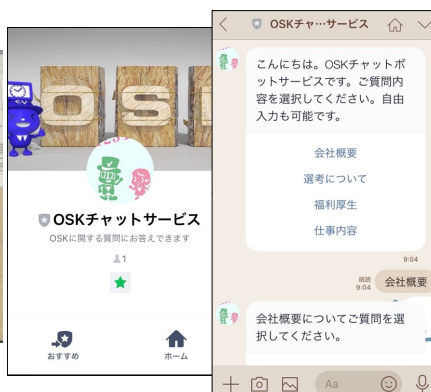 OSK
OSKチャットサービス
OSKに関する質問にお答えできます
1
おすすめ
ホーム
OSKチャ…サービス
こんにちは。OSKチャットボ
ットサービスです。ご質問内
容を選択してください。自由
入力も可能です。
会社概要
選考について
福利厚生
仕事内容
9:04
既読
9:04
会社概要
会社概要についてご質問を選
択してください。
Aa